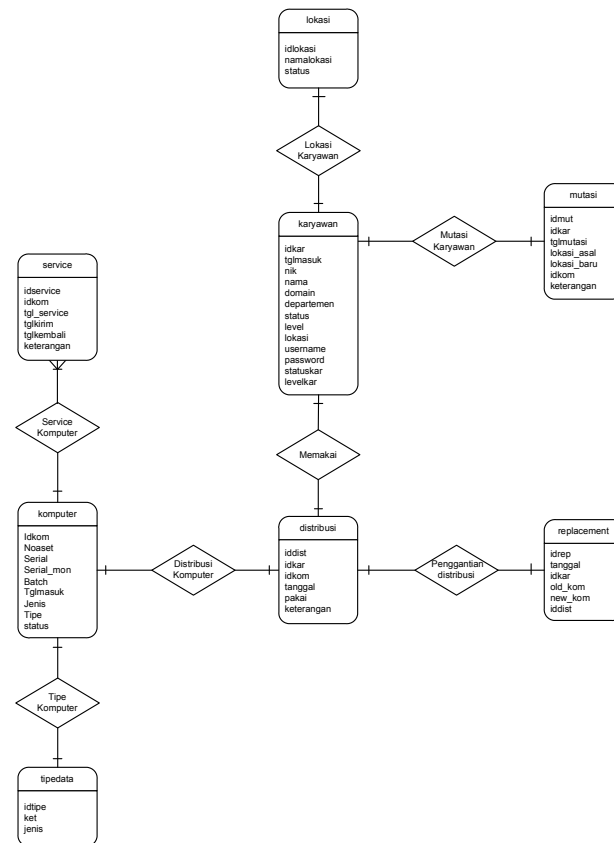 lokasi
idlokasi
namalokasi
status
Lokasi
Karyawan
karyawan
idkar
tglmasuk
nik
nama
domain
departemen
status
level
lokasi
username
password
statuskar
levelkar
Mutasi
Karyawan
mutasi
idmut
idkar
tglmutasi
lokasi_asal
lokasi_baru
idkom
keterangan
service
idservice
idkom
tgl_service
tglkirim
tglkembali
keterangan
Service
Komputer
Memakai
komputer
Idkom
Noaset
Serial
Serial_mon
Batch
Tglmasuk
Jenis
Tipe
status
Distribusi
Komputer
distribusi
iddist
idkar
idkom
tanggal
pakai
keterangan
Penggantian
distribusi
replacement
idrep
tanggal
idkar
old_kom
new_kom
iddist
Tipe
Komputer
tipedata
idtipe
ket
jenis